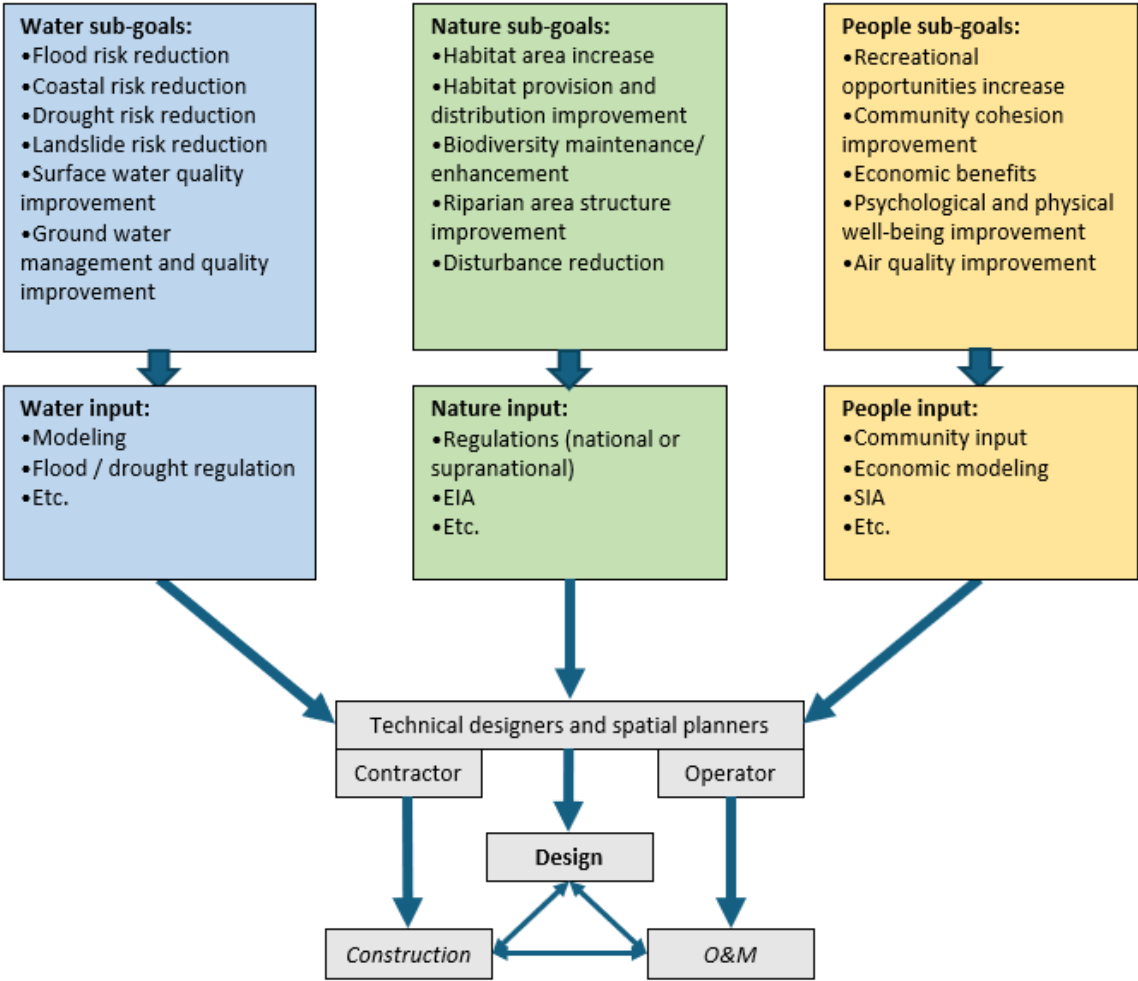 Water sub-goals:
•Flood risk reduction
•Coastal risk reduction
•Drought risk reduction
•Landslide risk reduction
•Surface water quality
improvement
•Ground water
management and quality
improvement
Nature sub-goals:
•Habitat area increase
•Habitat provision and
distribution improvement
•Biodiversity maintenance/
enhancement
•Riparian area structure
improvement
•Disturbance reduction
People sub-goals:
•Recreational
opportunities increase
•Community cohesion
improvement
•Economic benefits
•Psychological and physical
well-being improvement
•Air quality improvement
Water input:
•Modeling
•Flood / drought regulation
•Etc.
Nature input:
•Regulations (national or
supranational)
•EIA
•Etc.
People input:
•Community input
•Economic modeling
•SIA
•Etc.
Technical designers and spatial planners
Contractor
Operator
Design
Construction
O&M